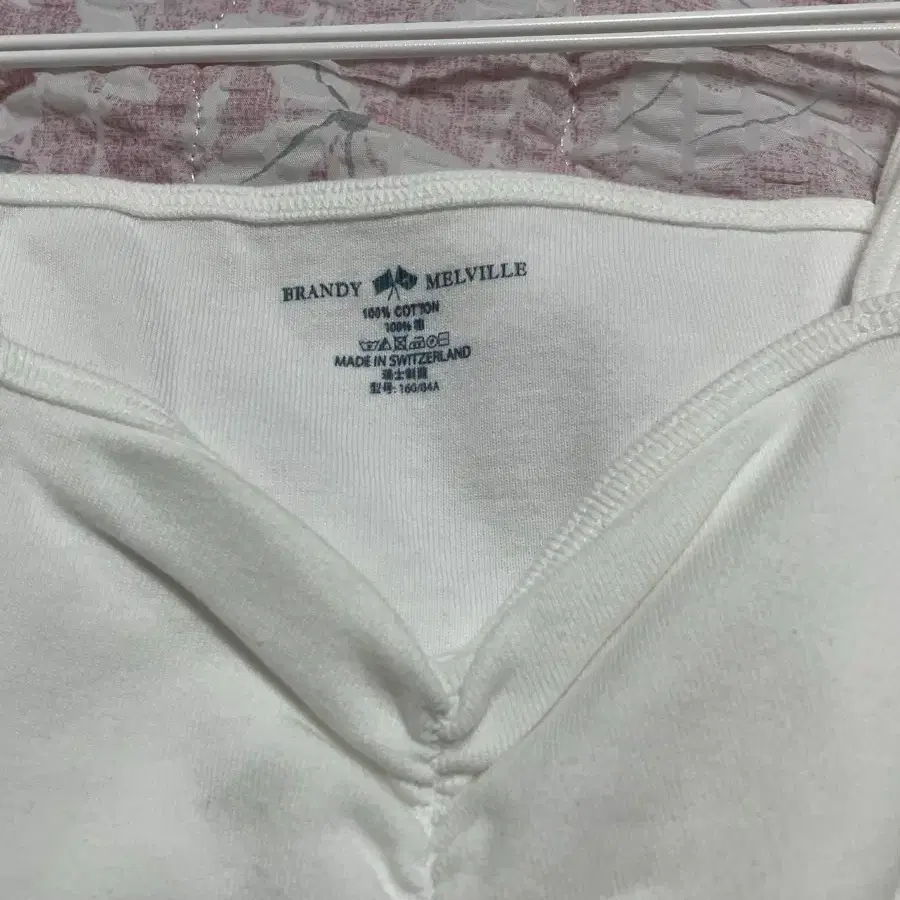 BRANDY MELVILLE
100% COTTON
100% 棉
MADE IN SWITZERLAND
瑞士制造
型号: 160/84A